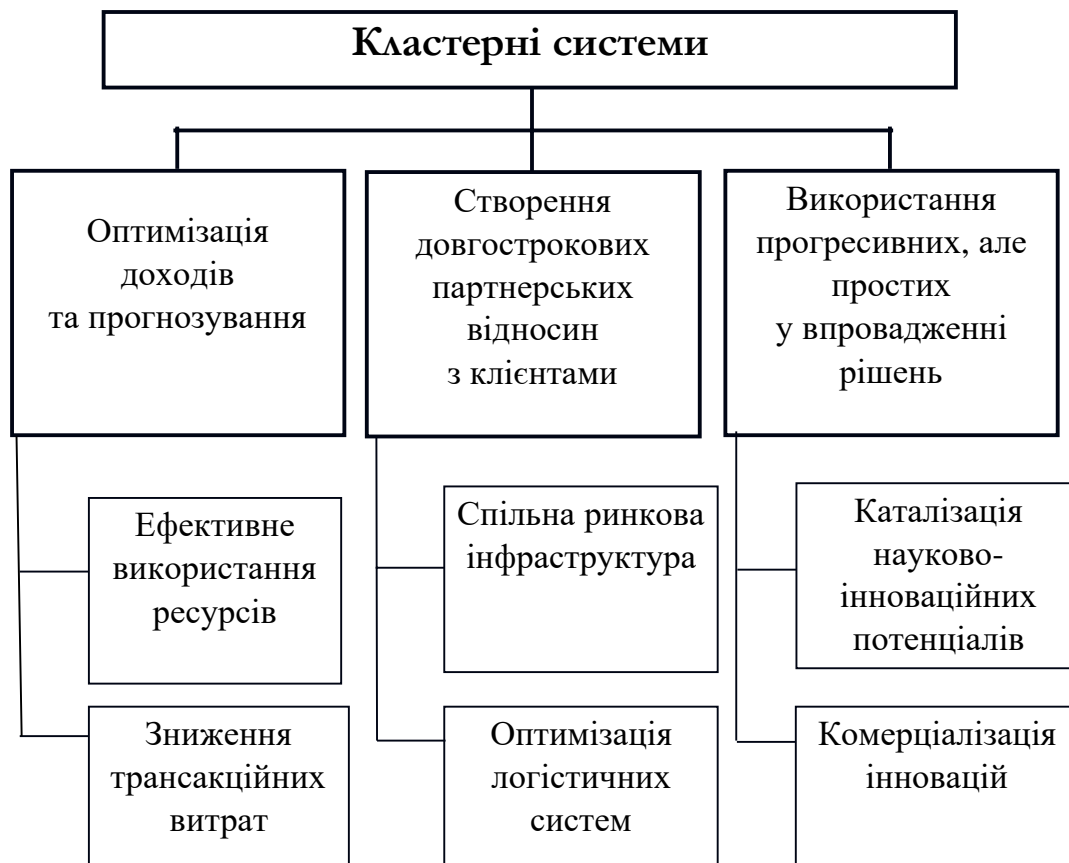 Кластерні системи
Оптимізація
доходів
та прогнозування
Створення
довгострокових
партнерських
відносин
з клієнтами
Використання
прогресивних, але
простих
у впровадженні
рішень
Ефективне
використання
ресурсів
Спільна ринкова
інфраструктура
Каталізація
науково-
інноваційних
потенціалів
Зниження
трансакційних
витрат
Оптимізація
логістичних
систем
Комерціалізація
інновацій